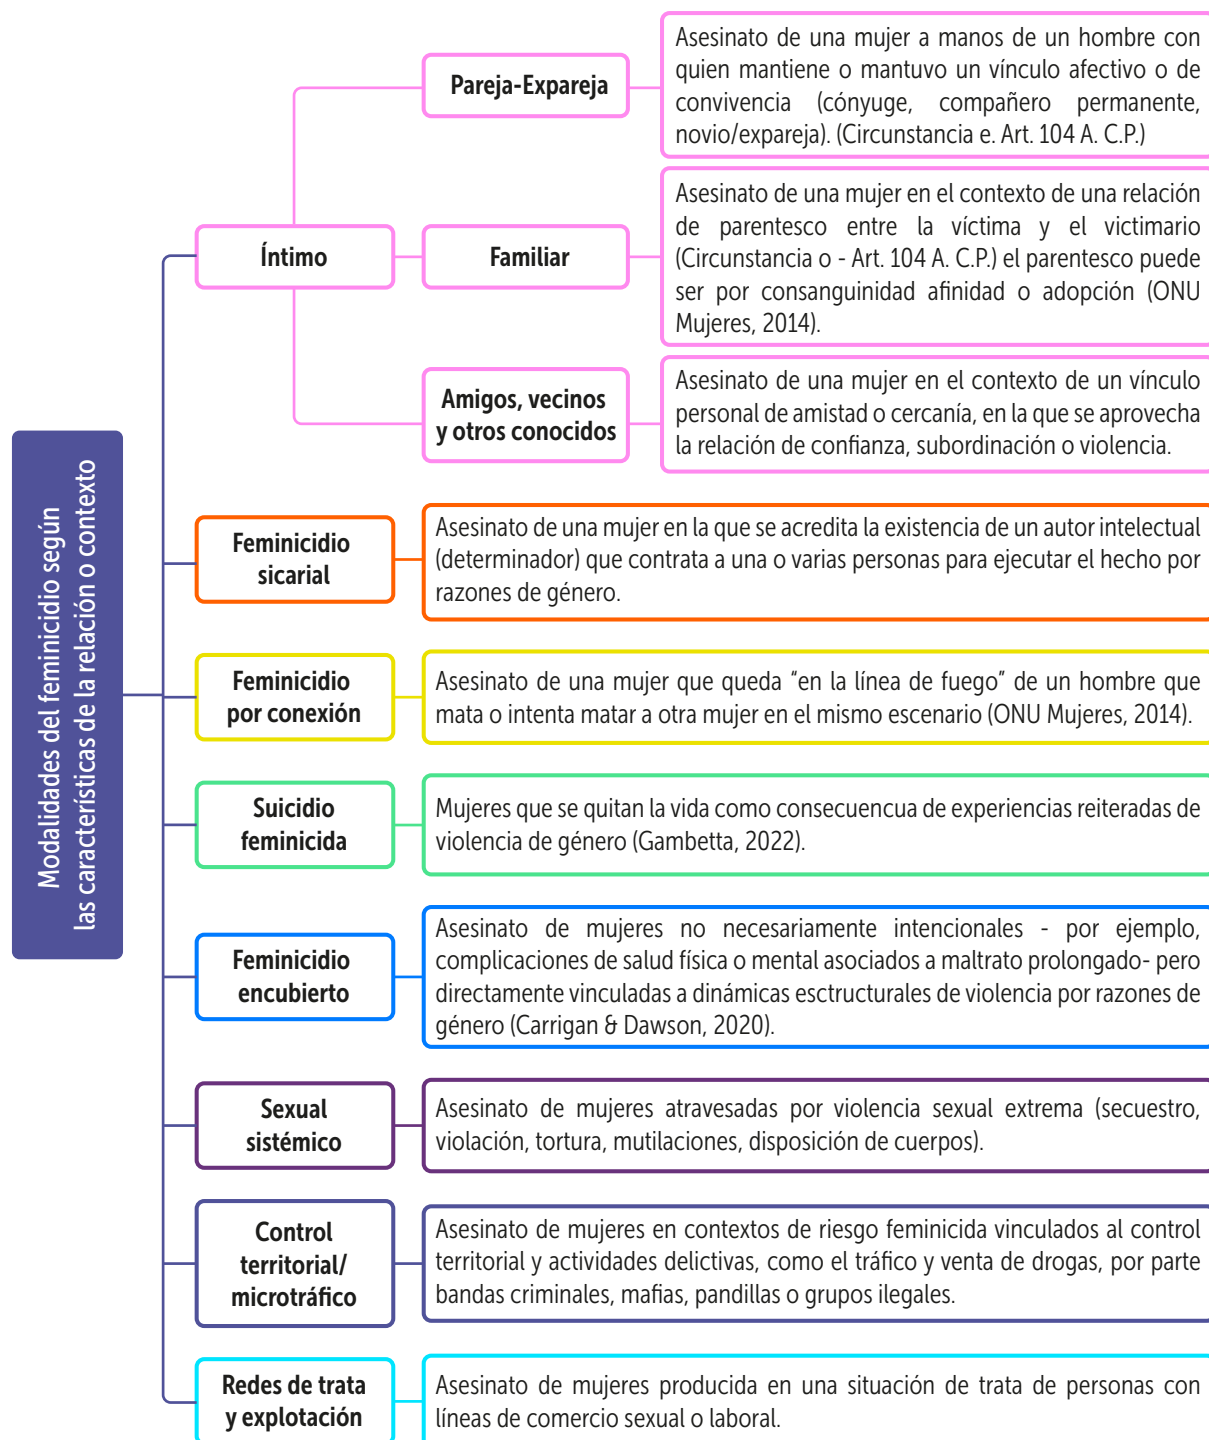 Modalidades del feminicidio según
las características de la relación o contexto
Íntimo
Pareja-Expareja
Asesinato de una mujer a manos de un hombre con
quien mantiene o mantuvo un vínculo afectivo o de
convivencia (cónyuge, compañero permanente,
novio/expareja). (Circunstancia e. Art. 104 A. C.P.)
Familiar
Asesinato de una mujer en el contexto de una relación
de parentesco entre la víctima y el victimario
(Circunstancia o - Art. 104 A. C.P.) el parentesco puede
ser por consanguinidad afinidad o adopción (ONU
Mujeres, 2014).
Amigos, vecinos
y otros conocidos
Asesinato de una mujer en el contexto de un vínculo
personal de amistad o cercanía, en la que se aprovecha
la relación de confianza, subordinación o violencia.
Feminicidio
sicarial
Asesinato de una mujer en la que se acredita la existencia de un autor intelectual
(determinador) que contrata a una o varias personas para ejecutar el hecho por
razones de género.
Feminicidio
por conexión
Asesinato de una mujer que queda “en la línea de fuego” de un hombre que
mata o intenta matar a otra mujer en el mismo escenario (ONU Mujeres, 2014).
Suicidio
feminicida
Mujeres que se quitan la vida como consecuencua de experiencias reiteradas de
violencia de género (Gambetta, 2022).
Feminicidio
encubierto
Asesinato de mujeres no necesariamente intencionales - por ejemplo,
complicaciones de salud física o mental asociados a maltrato prolongado- pero
directamente vinculadas a dinámicas esctructurales de violencia por razones de
género (Carrigan & Dawson, 2020).
Sexual
sistémico
Asesinato de mujeres atravesadas por violencia sexual extrema (secuestro,
violación, tortura, mutilaciones, disposición de cuerpos).
Control
territorial/
microtráfico
Asesinato de mujeres en contextos de riesgo feminicida vinculados al control
territorial y actividades delictivas, como el tráfico y venta de drogas, por parte
bandas criminales, mafias, pandillas o grupos ilegales.
Redes de trata
y explotación
Asesinato de mujeres producida en una situación de trata de personas con
líneas de comercio sexual o laboral.